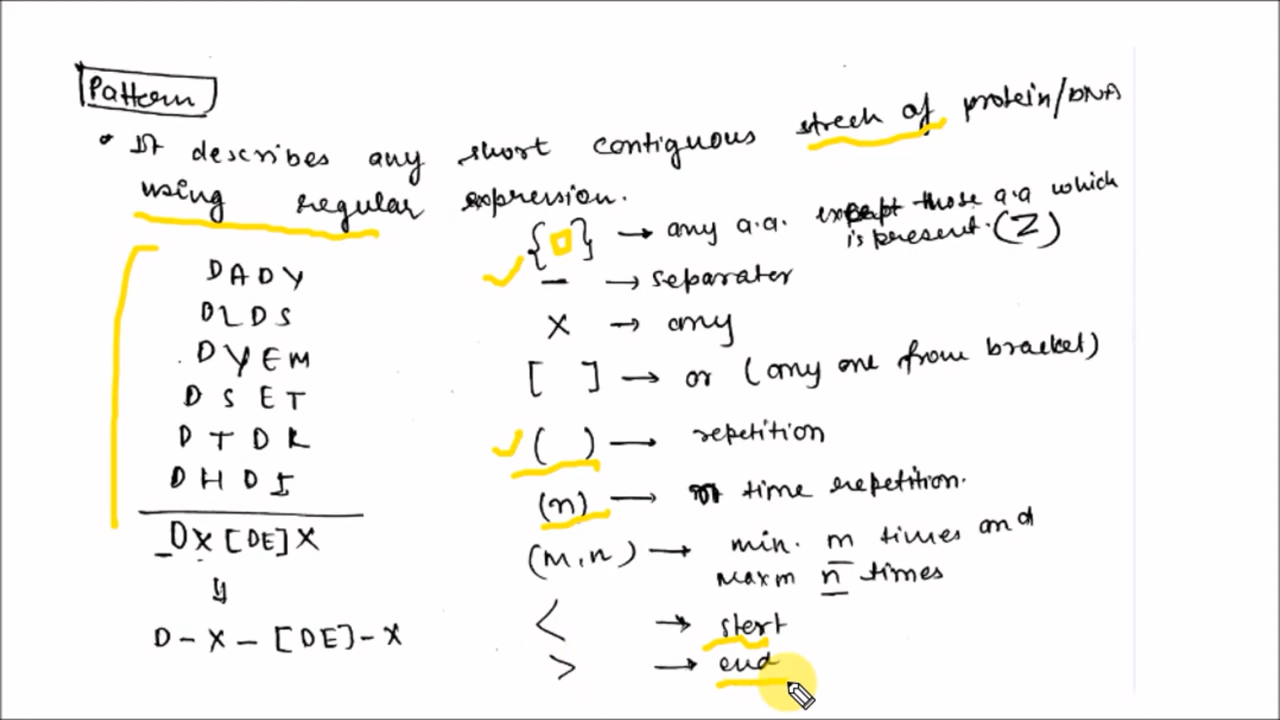 Pattern
• It describes any short contiguous strech of protein/DNA
using regular expression.
{ } → any a.a. except those a.a which
is present. (Z)
— → separater
X → any
[ ] → or (any one from bracket)
( ) → repetition
(n) → n time repetition.
(m,n) → min. m times and
maxm n times
< → start
> → end
DADY
DLDS
DYEM
DSET
DTDR
DHDI
DX[DE]X
D-X-[DE]-X